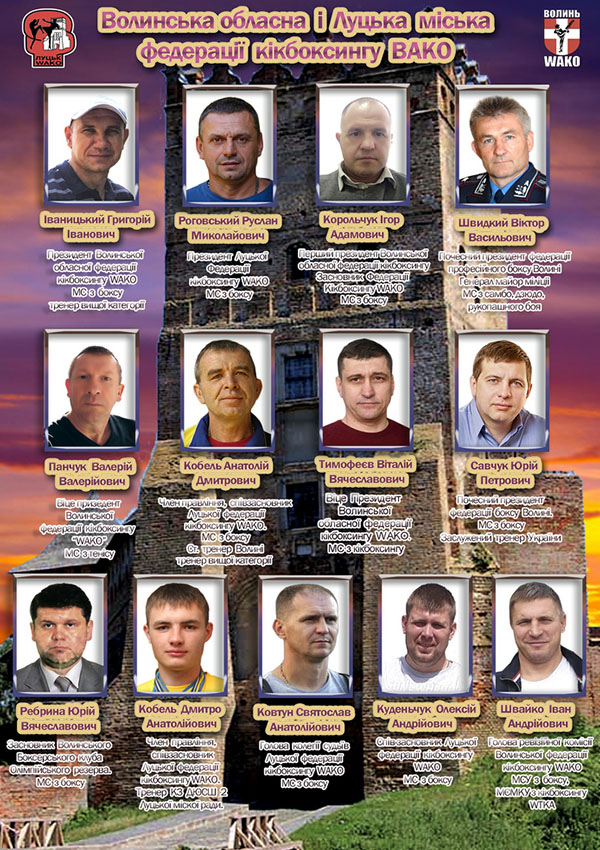 Волинська обласна і Луцька міська
федерації кікбоксингу ВАКО
ЛУЦЬК
WAKO
ВОЛИНЬ
WAKO
Іваницький Григорій
Іванович
Президент Волинської
обласної федерації
кікбоксингу WAKO
МС з боксу
тренер вищої категорії
Роговський Руслан
Миколайович
Президент Луцької
Федерації
кікбоксингу WAKO
МС з боксу
Корольчук Ігор
Адамович
Перший президент Волинської
обласної федерації кікбоксингу
Засновник Федерації
Кікбоксингу WAKO
МС з боксу
Швидкий Віктор
Васильович
Почесний президент федерації
професійного боксу Волині
Генерал майор міліції
МС з самбо, дзюдо,
рукопашного боя
Панчук Валерій
Валерійович
Віце призидент
Волинської
федерації кікбоксингу
"WAKO"
МС з тенісу
Кобель Анатолій
Дмитрович
Член правління, співзасновник
Луцької федерації
кікбоксингу WAKO.
МС з боксу
Ст. тренер Волині
тренер вищої категорії
Тимофеєв Віталій
Вячеславович
Віце Президент
Волинської
обласної федерації
кікбоксингу WAKO.
МС з кікбоксингу
Савчук Юрій
Петрович
Почесний президент
федерації боксу Волині.
МС з боксу
Заслужений тренер України
Ребрина Юрій
Вячеславович
Засновник Волинського
Боксерського клуба
Олімпійського резерва.
МС з боксу
Кобель Дмитро
Анатолійович
Член правління,
співзасновник
Луцької федерації
кікбоксингу WAKO.
Тренер КЗ ДЮСШ 2
Луцької міської ради.
Ковтун Святослав
Анатолійович
Голова колегії суддів
Луцької федерації
кікбоксингу WAKO
МС з боксу
Куденьчук Олексій
Андрійович
Співзасновник Луцької
федерації кікбоксингу
WAKO
МС з боксу
Швайко Іван
Андрійович
Голова ревізійної комісії
Волинської федерації
кікбоксингу WAKO
МСУ з боксу,
МСМКУ з кікбоксингу
WTKA